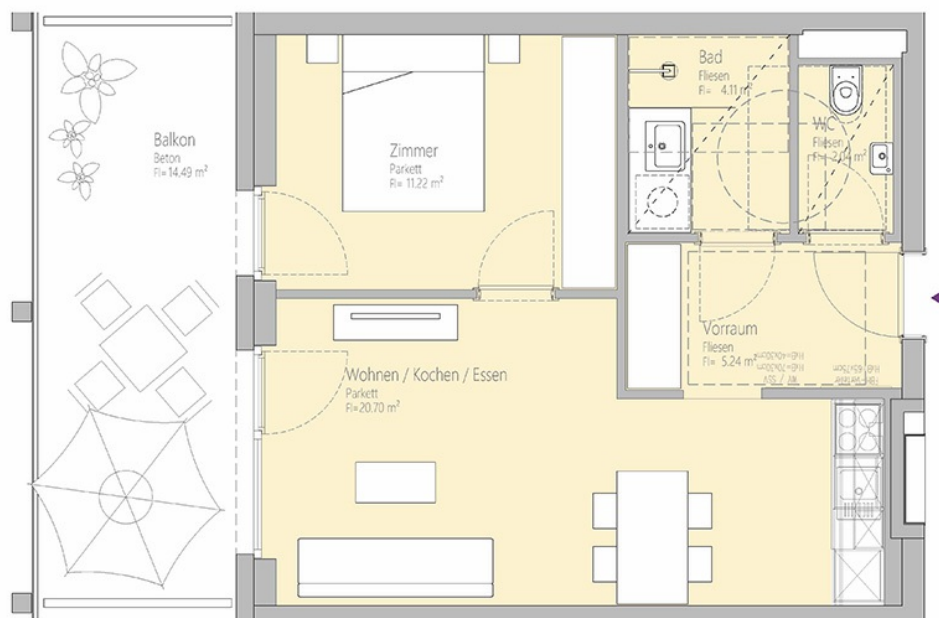 Balkon
Beton
Fl=14.49 m²
Zimmer
Parkett
Fl= 11.22 m²
Bad
Fliesen
Fl= 4.11 m²
WC
Fliesen
Vorraum
Fliesen
Fl= 5.24 m²
Wohnen / Kochen / Essen
Parkett
Fl=20.70 m²